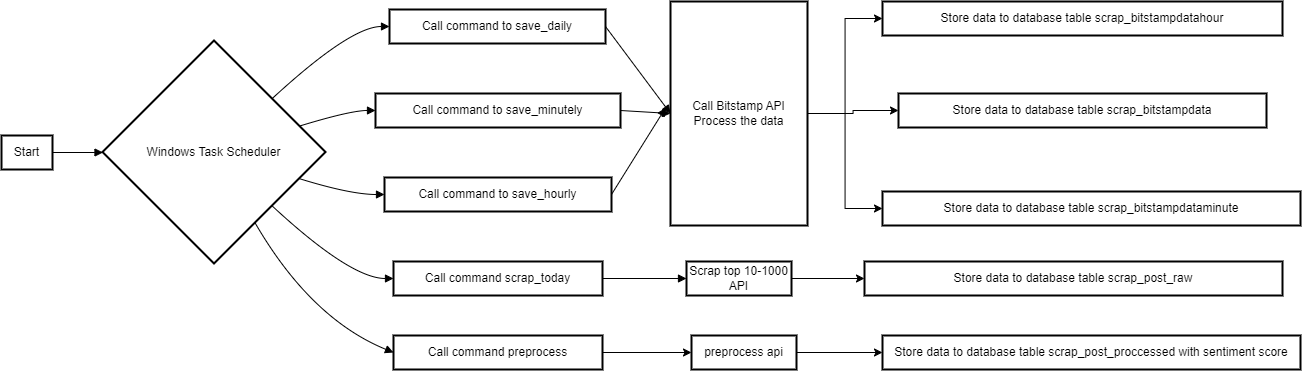 Start
Windows Task Scheduler
Call command to save_daily
Call command to save_minutely
Call command to save_hourly
Call command scrap_today
Call command preprocess
Call Bitstamp API
Process the data
Scrap top 10-1000
API
preprocess api
Store data to database table scrap_bitstampdatahour
Store data to database table scrap_bitstampdata
Store data to database table scrap_bitstampdataminute
Store data to database table scrap_post_raw
Store data to database table scrap_post_proccessed with sentiment score